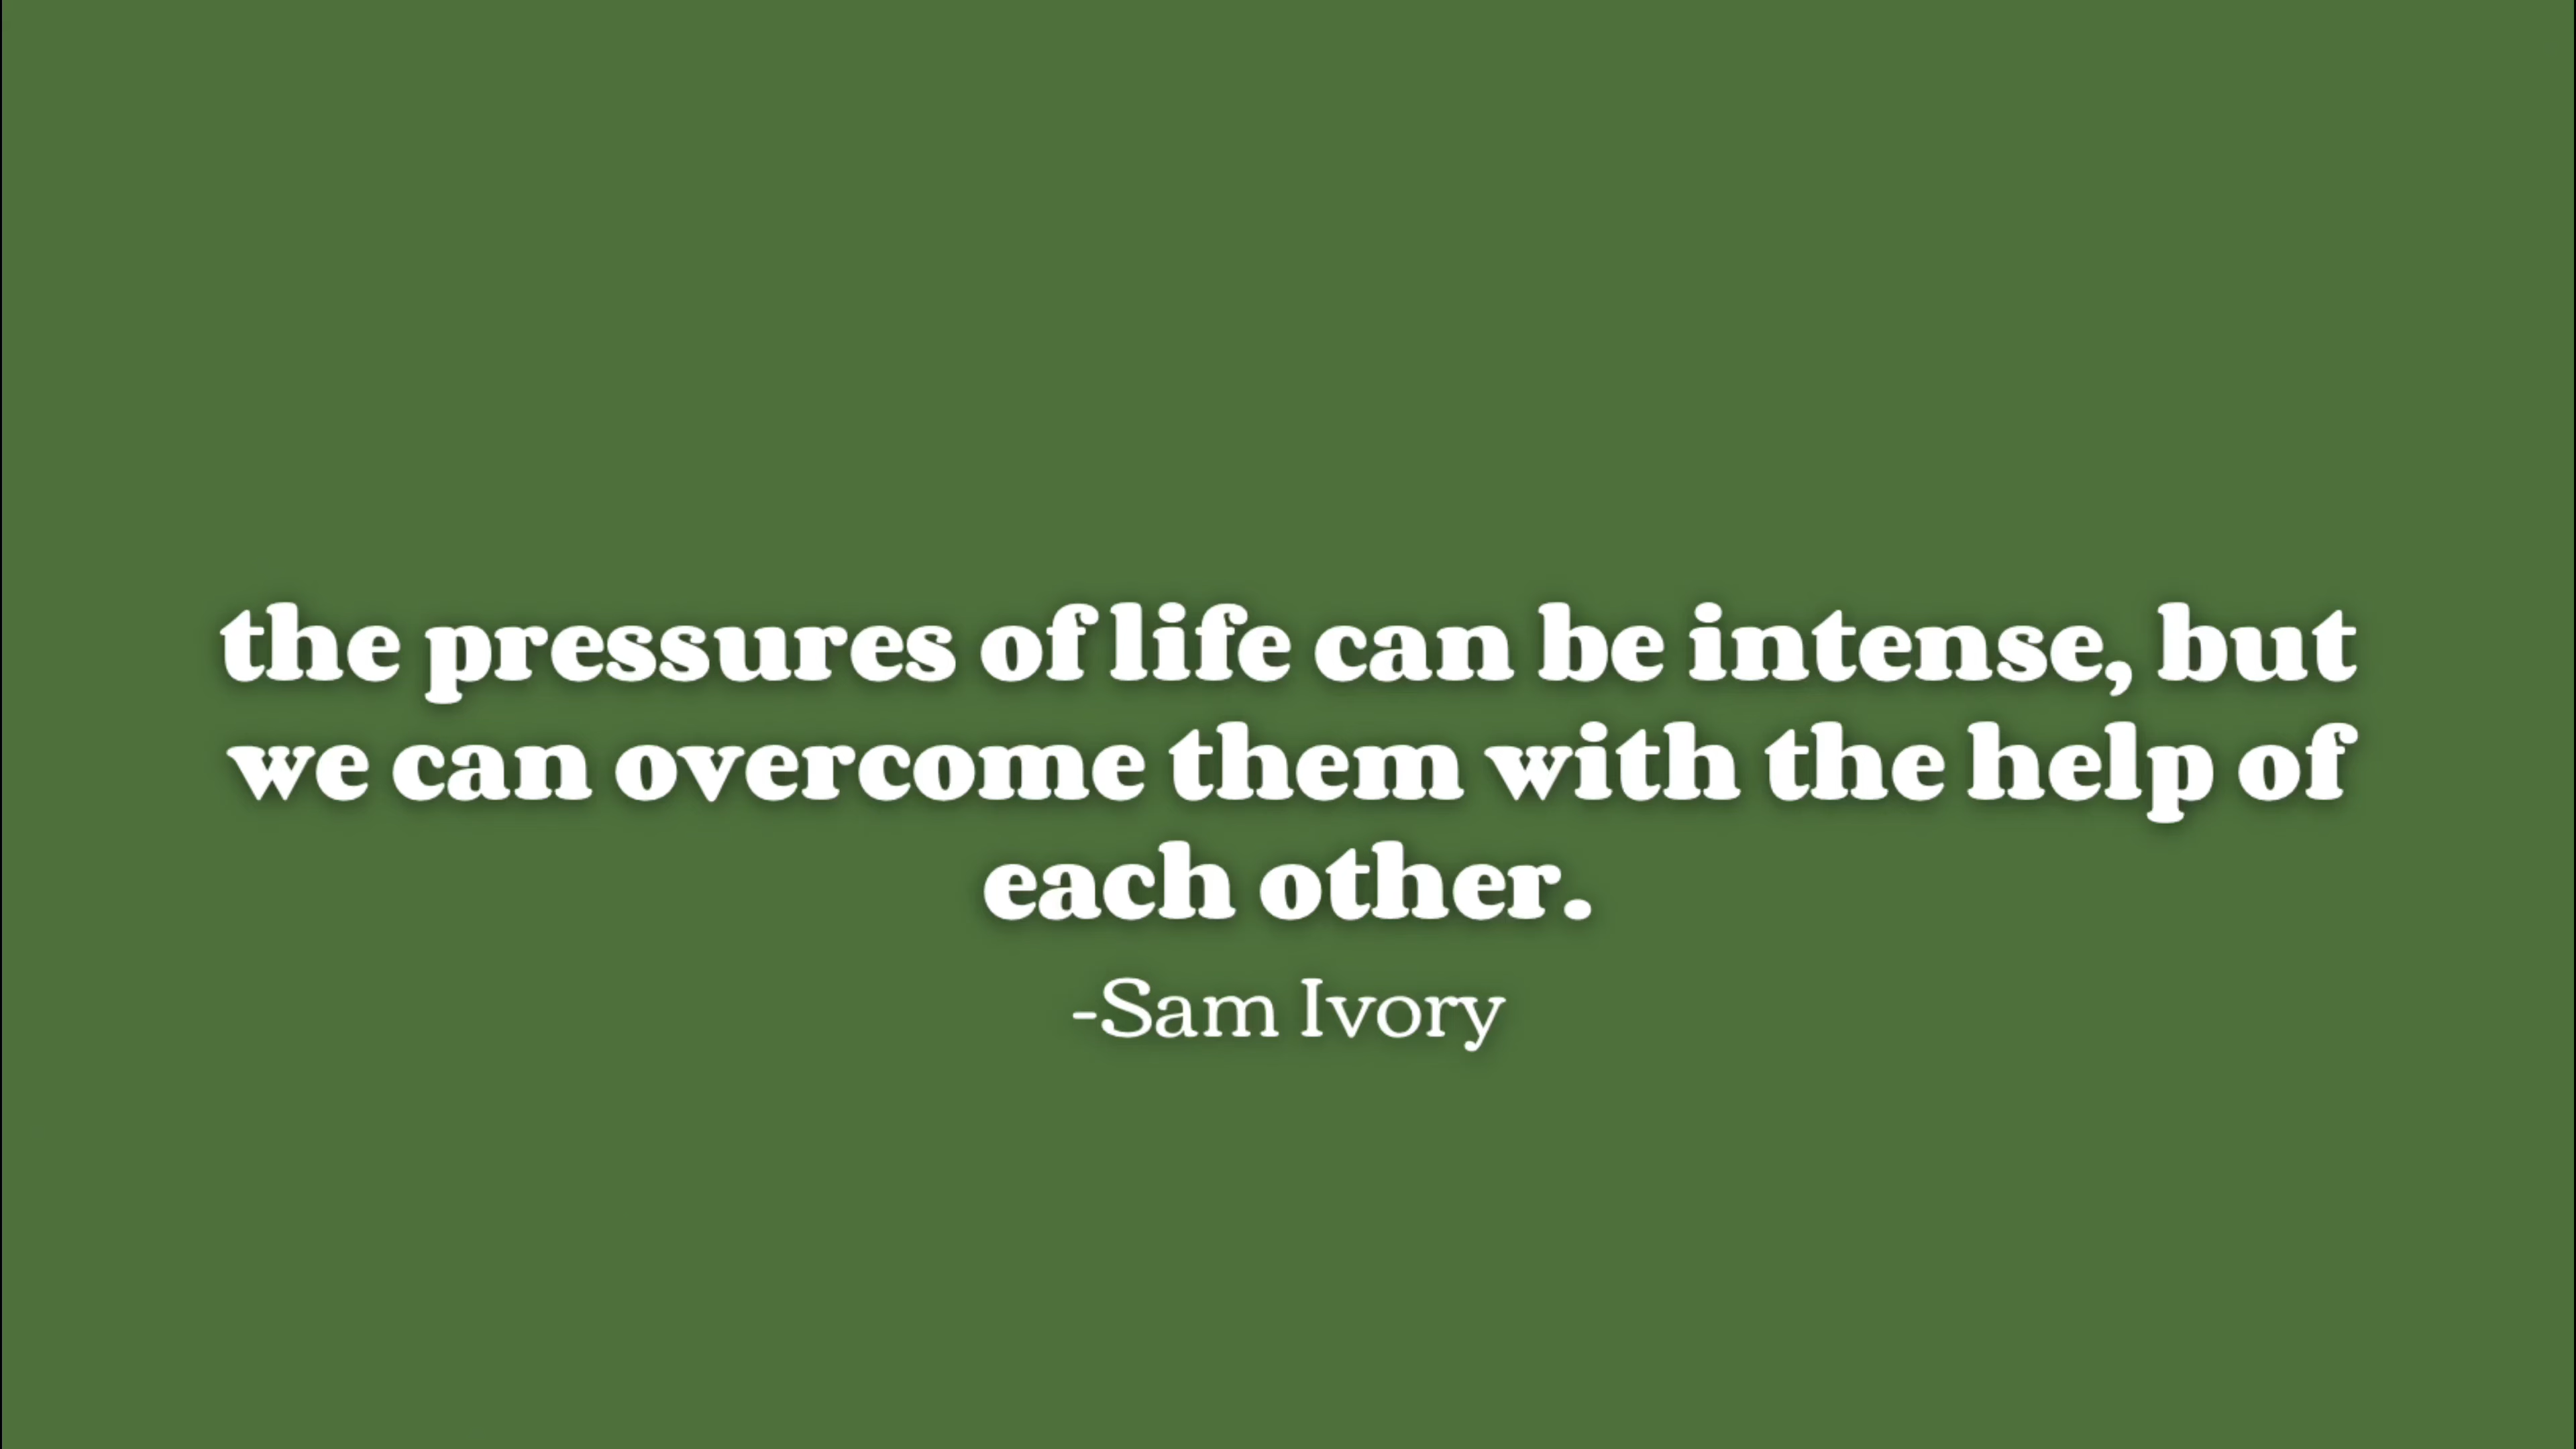 the pressures of life can be intense, but
we can overcome them with the help of
each other.
-Sam Ivory